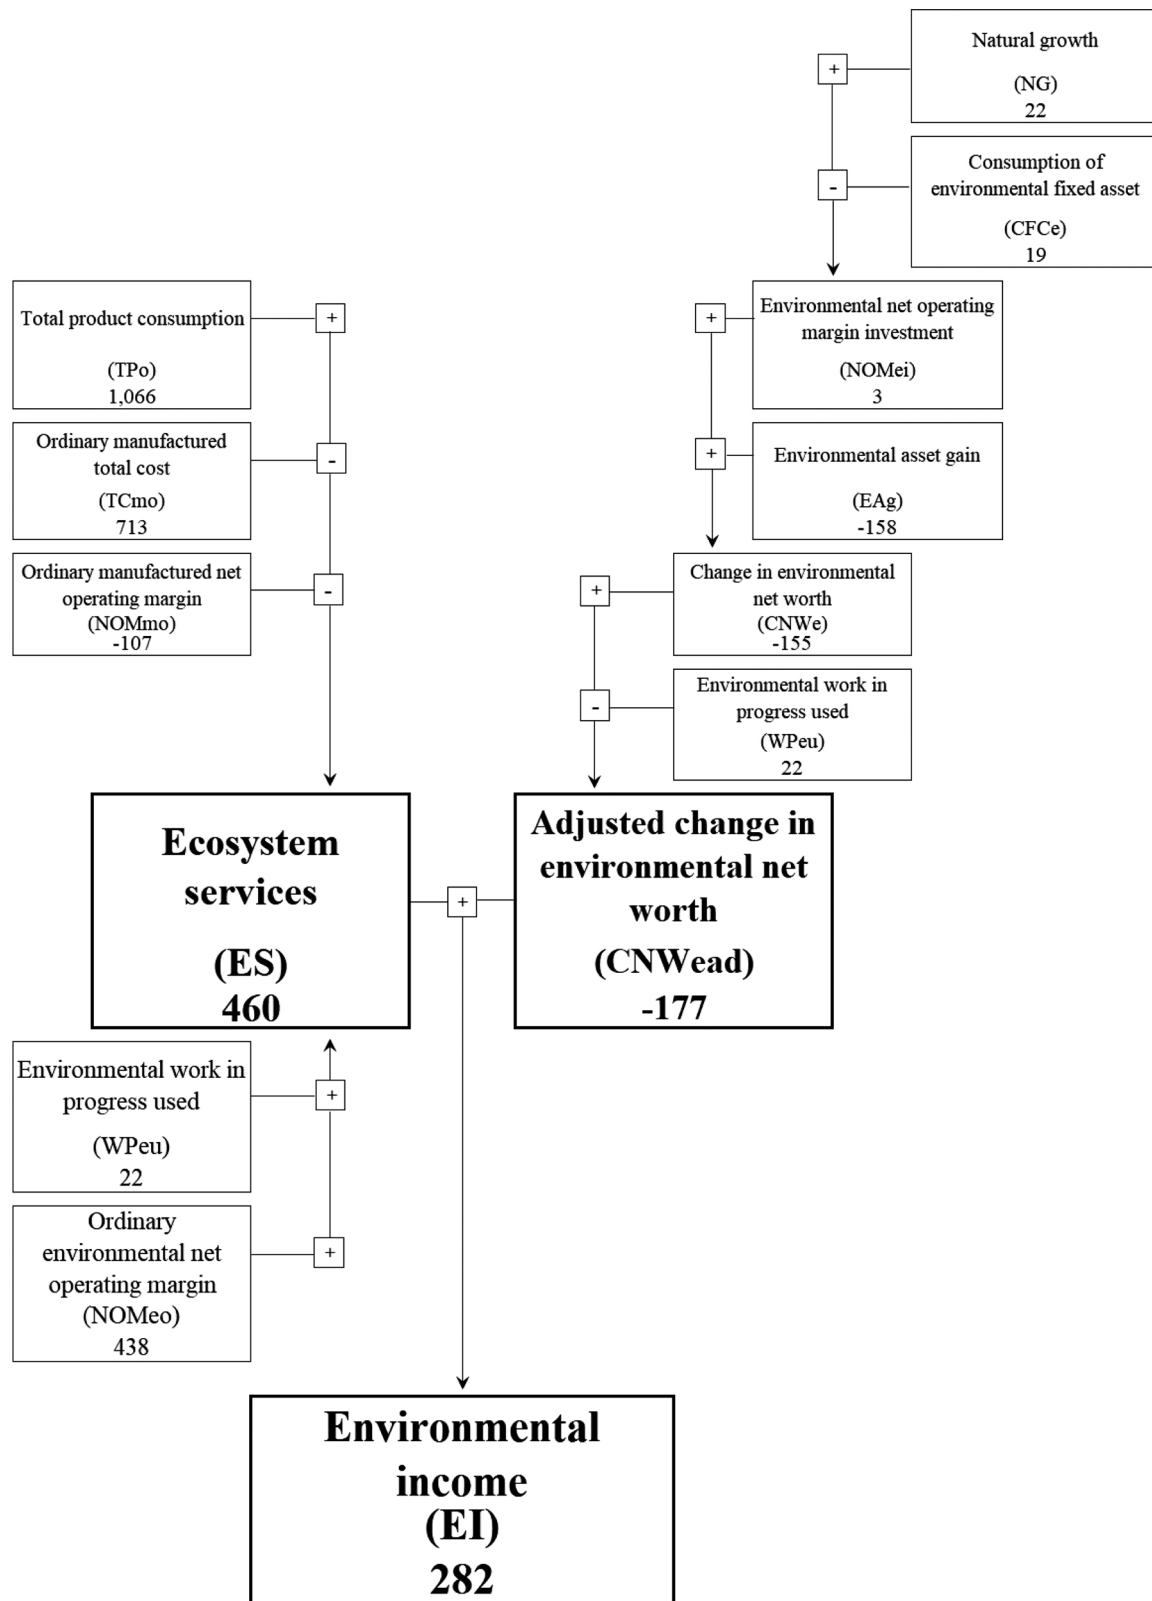 Natural growth
(NG)
22
+
Consumption of
environmental fixed asset
(CFCe)
19
-
Total product consumption
(TPo)
1,066
+
Environmental net operating
margin investment
(NOMei)
3
+
Ordinary manufactured
total cost
(TCmo)
713
-
Environmental asset gain
(EAg)
-158
+
Ordinary manufactured net
operating margin
(NOMmo)
-107
-
Change in environmental
net worth
(CNWe)
-155
+
Environmental work in
progress used
(WPeu)
22
-
Ecosystem
services
(ES)
460
+
Adjusted change in
environmental net
worth
(CNWead)
-177
Environmental work in
progress used
(WPeu)
22
+
Ordinary
environmental net
operating margin
(NOMeo)
438
+
Environmental
income
(EI)
282